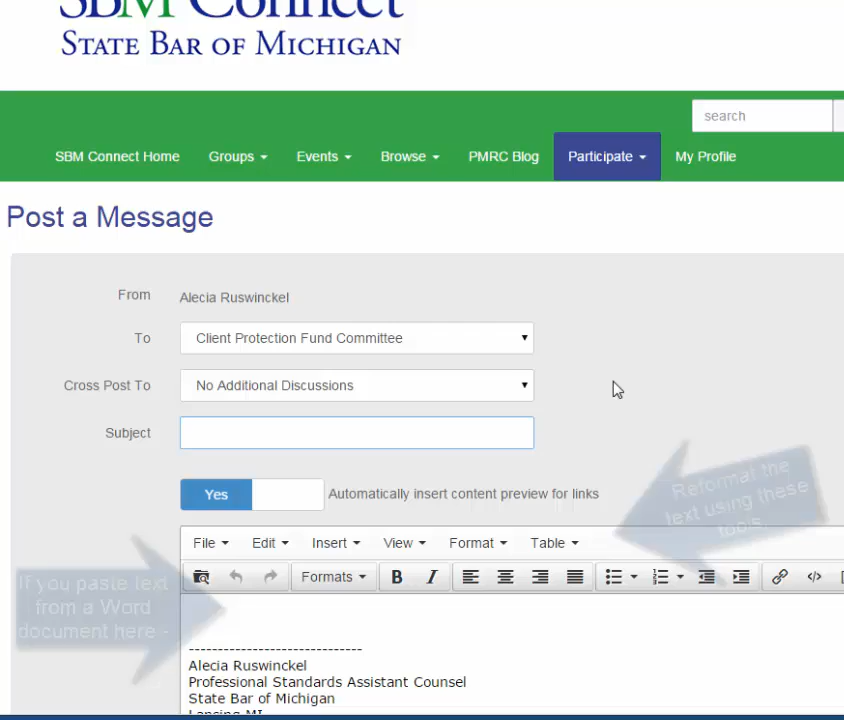 SBM Connect
STATE BAR OF MICHIGAN
search
SBM Connect Home Groups Events Browse PMRC Blog Participate My Profile
Post a Message
From Alecia Ruswinckel
To Client Protection Fund Committee
Cross Post To No Additional Discussions
Subject
Yes Automatically insert content preview for links
Reformat the
text using these
tools.
File Edit Insert View Format Table
Formats B I
If you paste text
from a Word
document here -
------------------------------
Alecia Ruswinckel
Professional Standards Assistant Counsel
State Bar of Michigan
Lansing MI